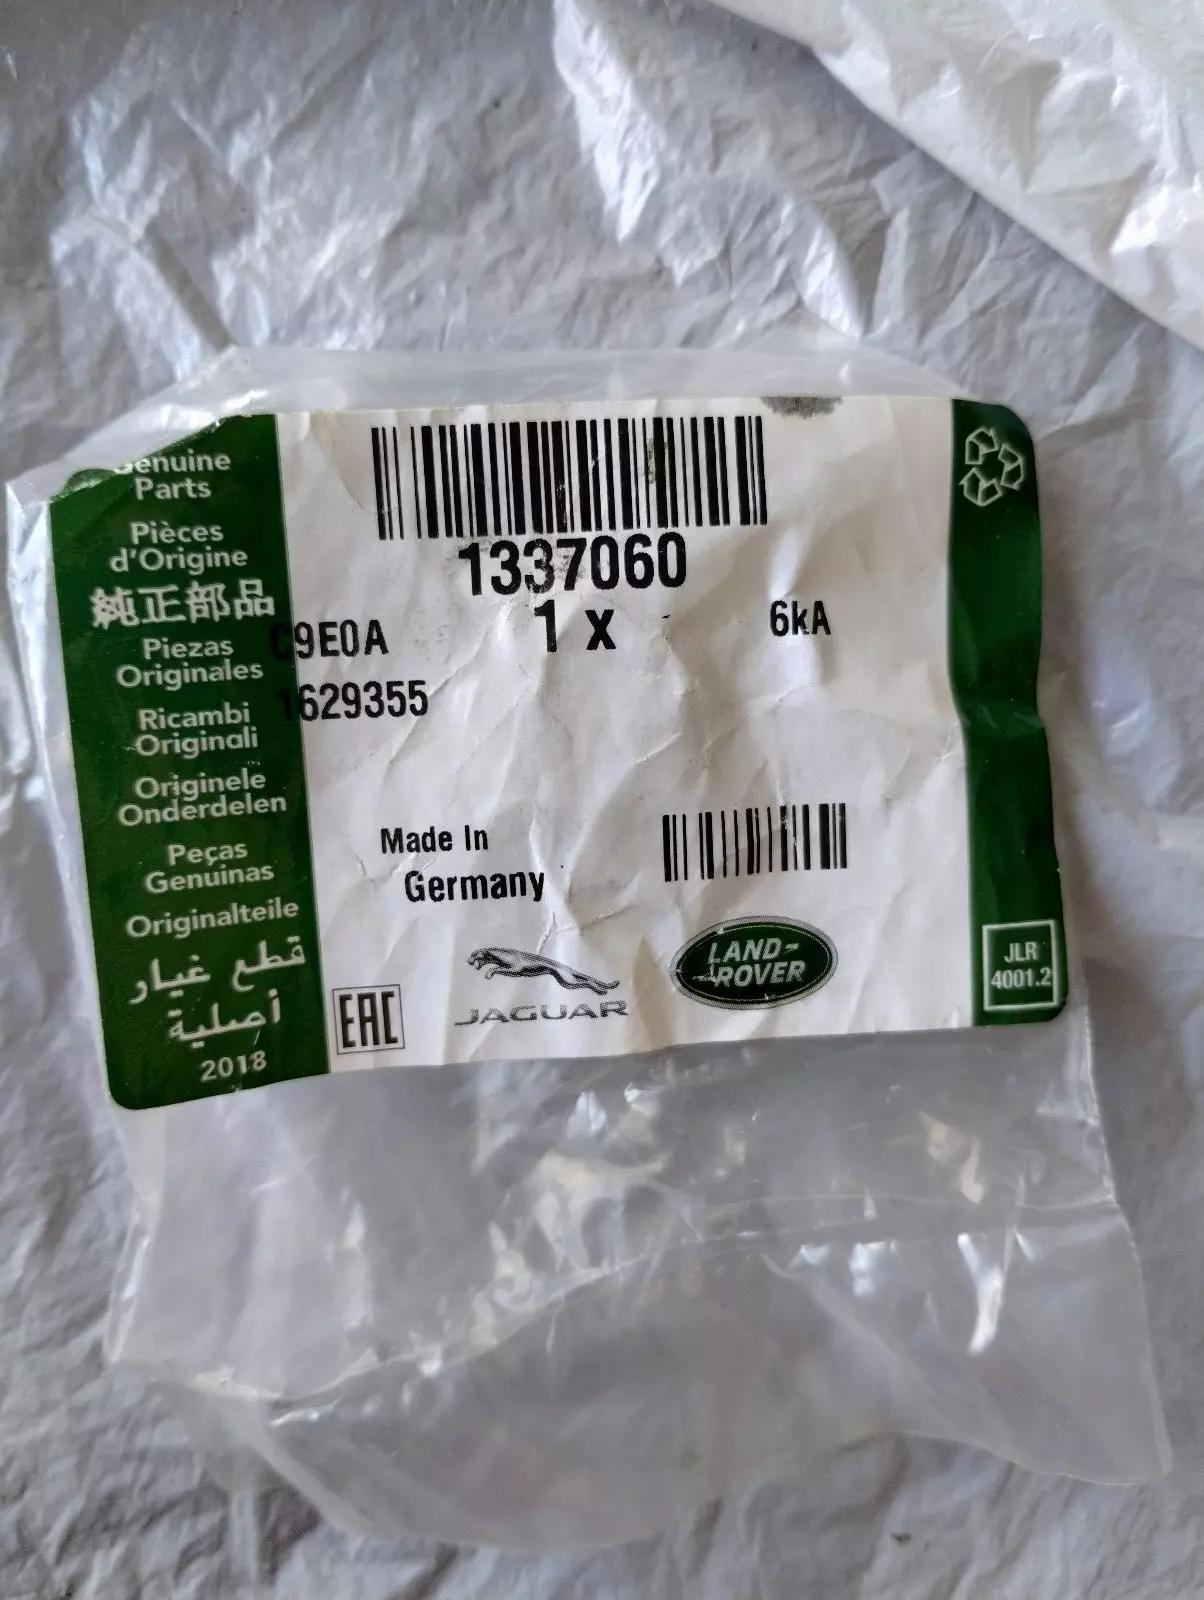 Genuine
Parts
Pièces
d'Origine
純正部品
Piezas
Originales
Ricambi
Originali
Originele
Onderdelen
Peças
Genuinas
Originalteile
قطع غيار
أصلية
2018
1337060
1 x
6kA
C9E0A
1629355
Made In
Germany
EAC
JAGUAR
LAND-
ROVER
JLR
4001.2